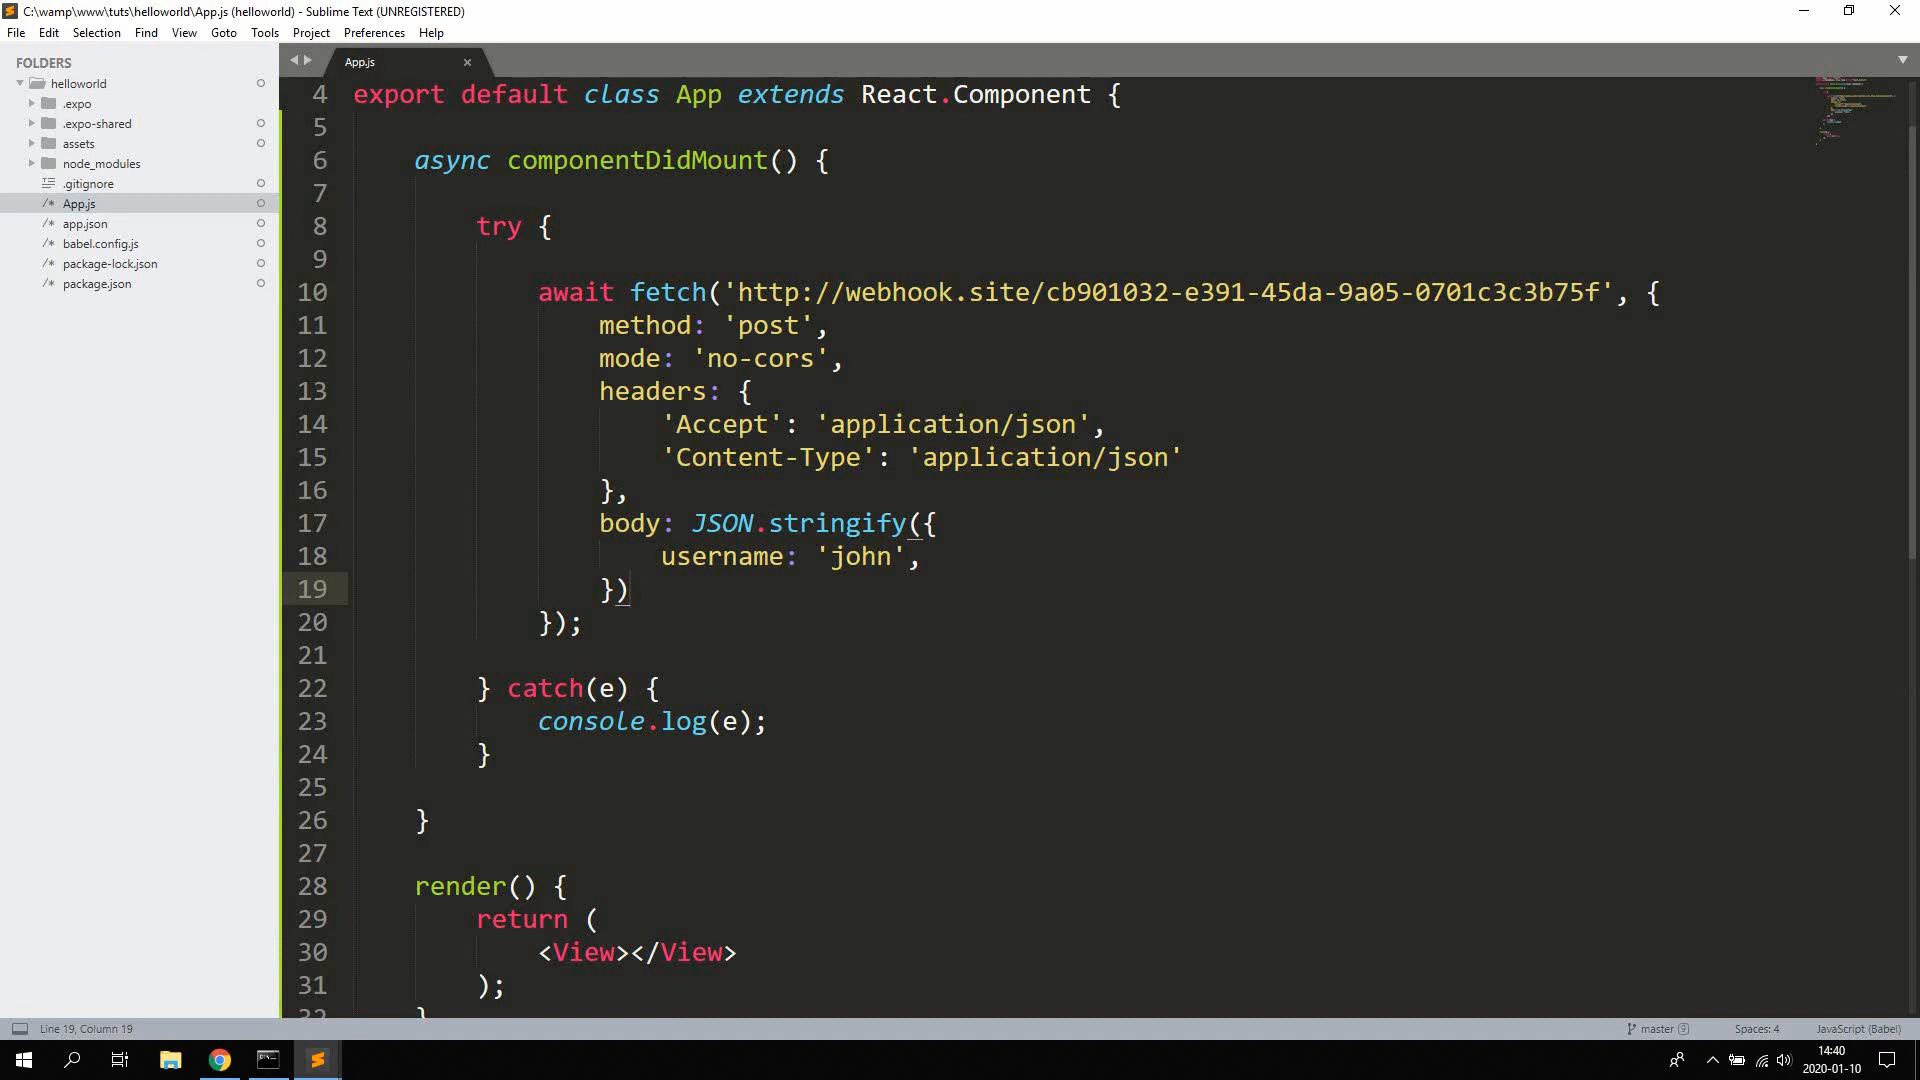 C:\wamp\www\tuts\helloworld\App.js (helloworld) - Sublime Text (UNREGISTERED)
File Edit Selection Find View Goto Tools Project Preferences Help
FOLDERS
helloworld
.expo
.expo-shared
assets
node_modules
.gitignore
/* App.js
/* app.json
/* babel.config.js
/* package-lock.json
/* package.json
App.js
4 export default class App extends React.Component {
5
6 async componentDidMount() {
7
8 try {
9
10 await fetch('http://webhook.site/cb901032-e391-45da-9a05-0701c3c3b75f', {
11 method: 'post',
12 mode: 'no-cors',
13 headers: {
14 'Accept': 'application/json',
15 'Content-Type': 'application/json'
16 },
17 body: JSON.stringify({
18 username: 'john',
19 })
20 });
21
22 } catch(e) {
23 console.log(e);
24 }
25
26 }
27
28 render() {
29 return (
30 <View></View>
31 );
32 }
Line 19, Column 19
master 9
Spaces: 4
JavaScript (Babel)
14:40
2020-01-10